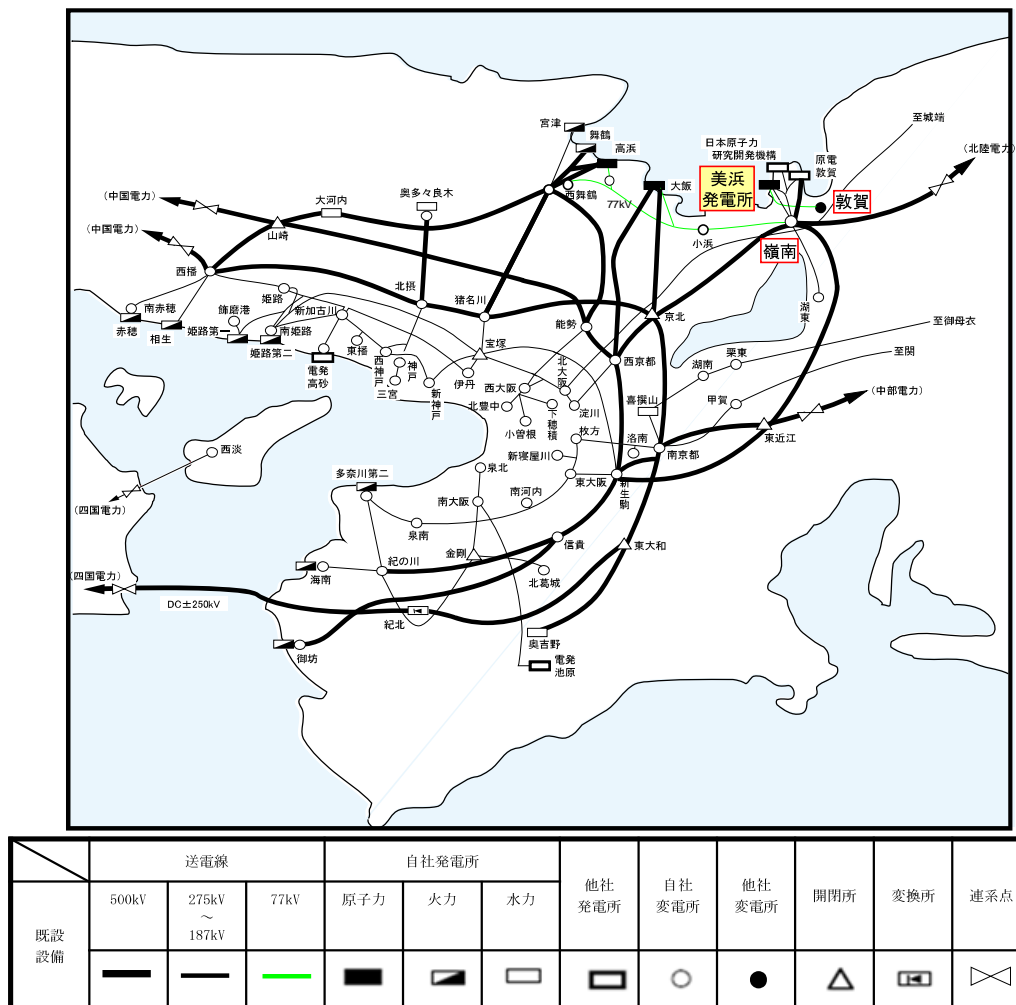 宮津
舞鶴
高浜
日本原子力
研究開発機構
原電
敦賀
至城端
(北陸電力)
美浜
発電所
敦賀
大飯
西舞鶴
77kV
小浜
嶺南
(中国電力)
大河内
奥多々良木
山崎
(中国電力)
西播
北摂
猪名川
姫路
南赤穂
飾磨港
新加古川
赤穂
相生
姫路第一
南姫路
姫路第二
電発
高砂
東播
西神戸
神戸
三宮
新神戸
伊丹
宝塚
能勢
京北
西京都
湖東
至御母衣
至関
栗東
湖南
北大阪
西大阪
北豊中
小曽根
下穂積
淀川
喜撰山
甲賀
(中部電力)
東近江
枚方
洛南
南京都
新寝屋川
東大阪
新生駒
西淡
(四国電力)
多奈川第二
泉北
南大阪
南河内
泉南
信貴
東大和
金剛
北葛城
海南
紀の川
(四国電力)
DC±250kV
紀北
奥吉野
電発
池原
御坊
送電線
自社発電所
他社
発電所
自社
変電所
他社
変電所
開閉所
変換所
連系点
500kV
275kV
～
187kV
77kV
原子力
火力
水力
既設
設備